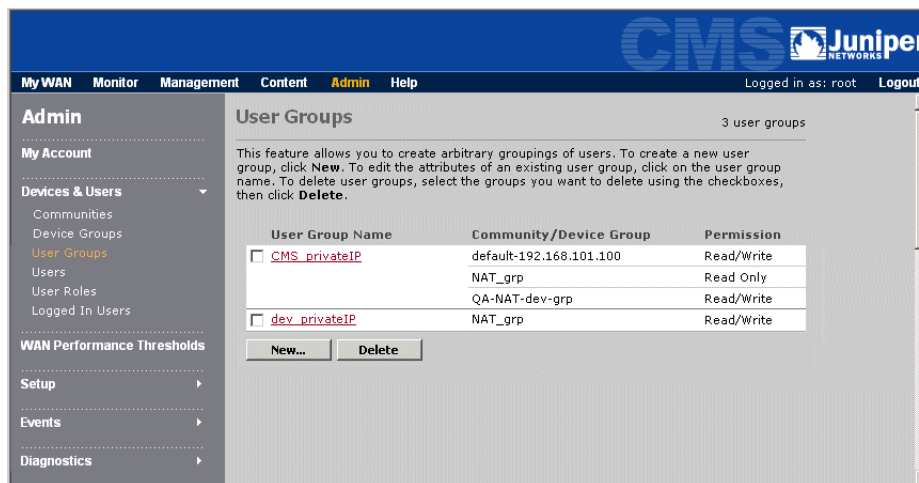 CMS
Juniper
NETWORKS
My WAN Monitor Management Content Admin Help Logged in as: root Logout
Admin
My Account
Devices & Users
Communities
Device Groups
User Groups
Users
User Roles
Logged In Users
WAN Performance Thresholds
Setup
Events
Diagnostics
User Groups
3 user groups
This feature allows you to create arbitrary groupings of users. To create a new user
group, click New. To edit the attributes of an existing user group, click on the user group
name. To delete user groups, select the groups you want to delete using the checkboxes,
then click Delete.
User Group Name Community/Device Group Permission
CMS_privateIP default-192.168.101.100 Read/Write
NAT_grp Read Only
QA-NAT-dev-grp Read/Write
dev_privateIP NAT_grp Read/Write
New... Delete